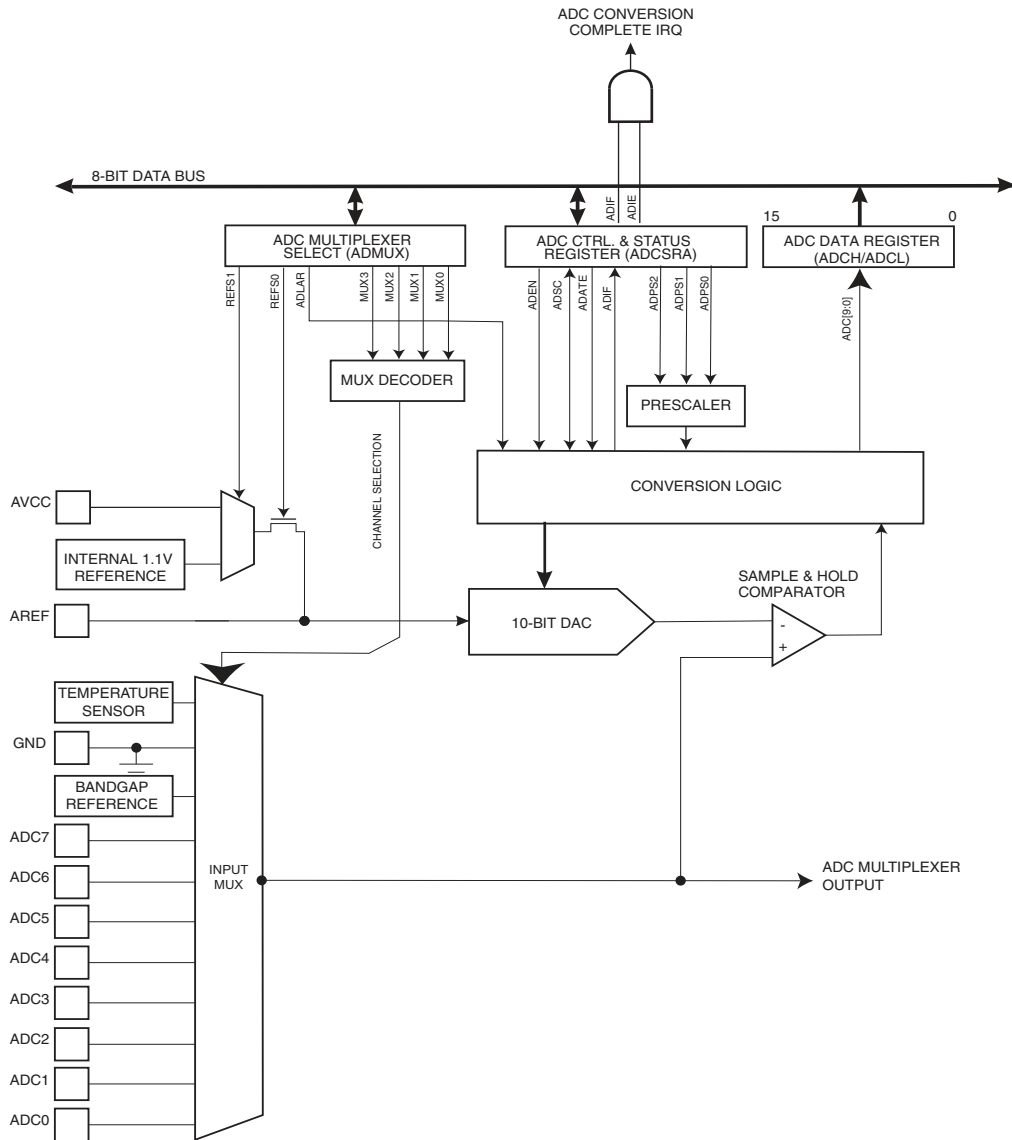 ADC CONVERSION
COMPLETE IRQ
8-BIT DATA BUS
ADIF
ADIE
15
0
ADC MULTIPLEXER
SELECT (ADMUX)
ADC CTRL. & STATUS
REGISTER (ADCSRA)
ADC DATA REGISTER
(ADCH/ADCL)
REFS1
REFS0
ADLAR
MUX3
MUX2
MUX1
MUX0
ADEN
ADSC
ADATE
ADIF
ADPS2
ADPS1
ADPS0
ADC[9:0]
MUX DECODER
PRESCALER
CHANNEL SELECTION
CONVERSION LOGIC
AVCC
INTERNAL 1.1V
REFERENCE
SAMPLE & HOLD
COMPARATOR
AREF
10-BIT DAC
-
+
TEMPERATURE
SENSOR
GND
BANDGAP
REFERENCE
ADC7
ADC6
ADC5
ADC4
ADC3
ADC2
ADC1
ADC0
INPUT
MUX
ADC MULTIPLEXER
OUTPUT